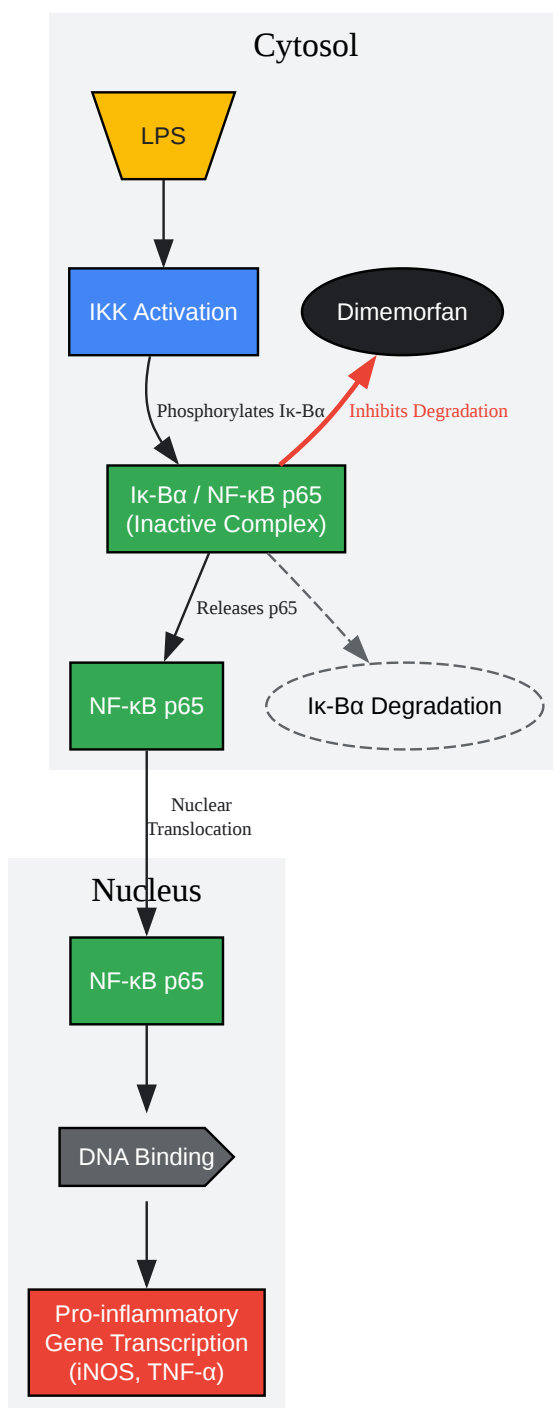 Cytosol
LPS
IKK Activation
Dimemorfan
Phosphorylates Iκ-Bα
Inhibits Degradation
Iκ-Bα / NF-κB p65
(Inactive Complex)
Releases p65
NF-κB p65
Iκ-Bα Degradation
Nuclear
Translocation
Nucleus
NF-κB p65
DNA Binding
Pro-inflammatory
Gene Transcription
(iNOS, TNF-α)